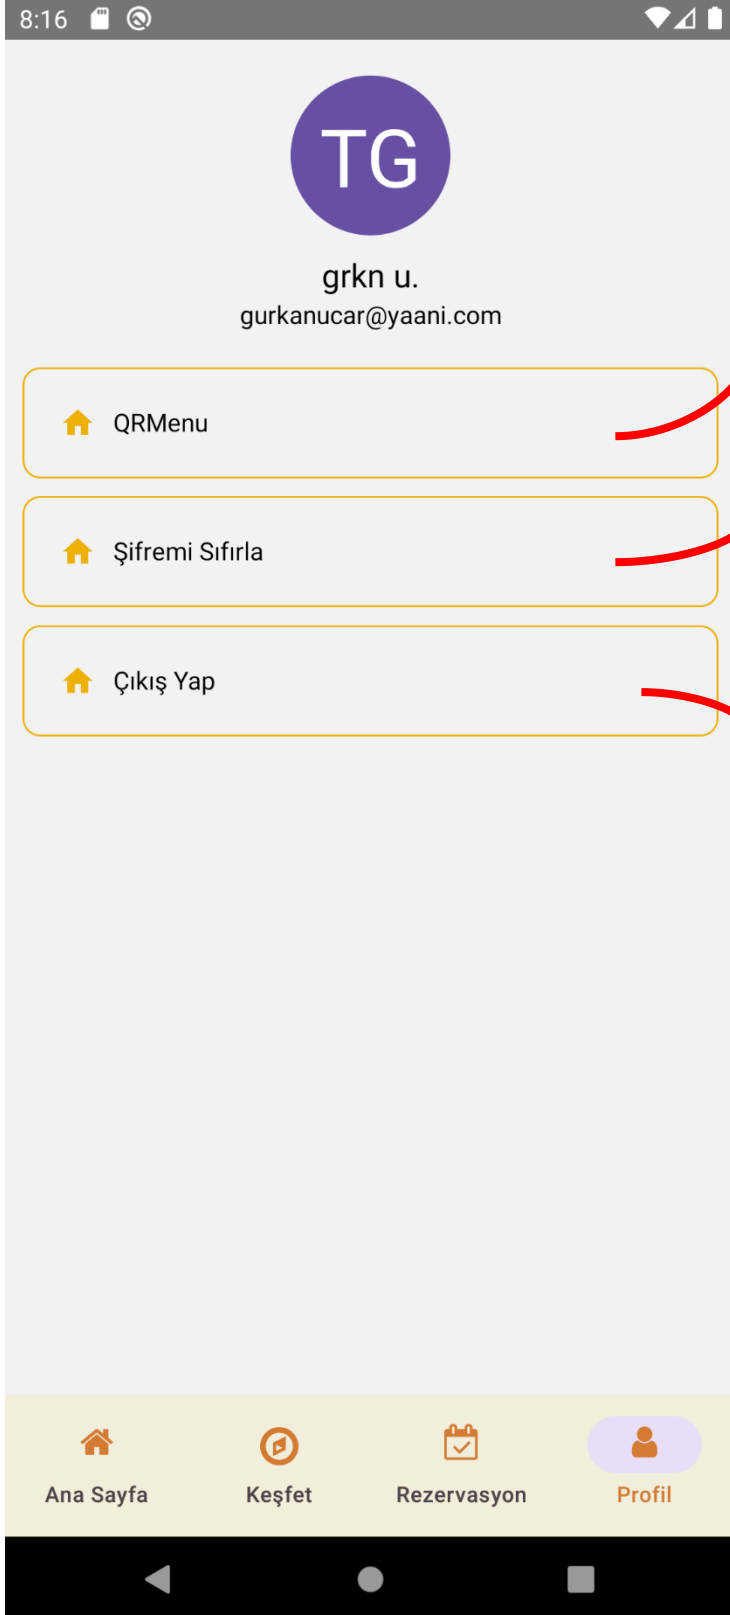 8:16
TG
grkn u.
gurkanucar@yaani.com
QRMenu
Şifremi Sıfırla
Çıkış Yap
Ana Sayfa
Keşfet
Rezervasyon
Profil